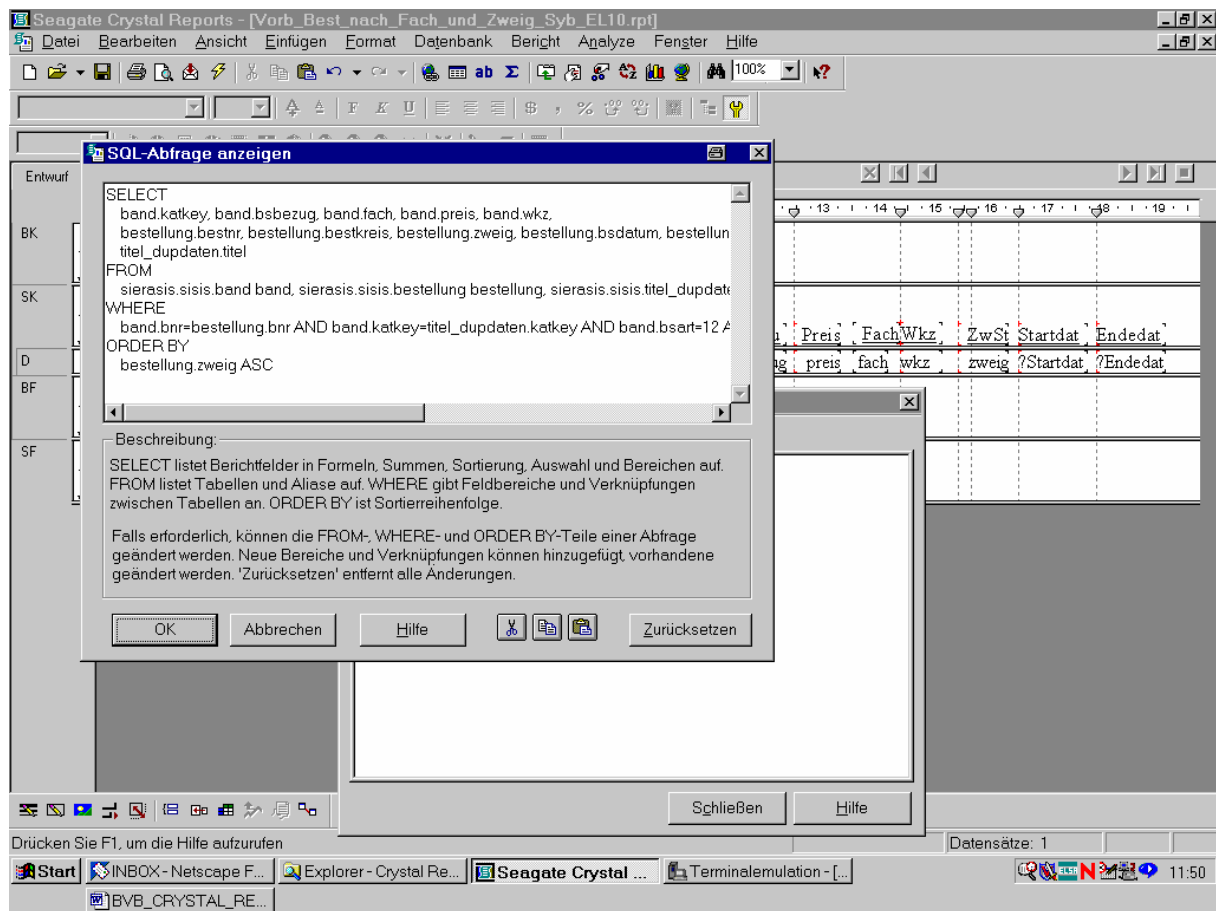 Seagate Crystal Reports - [Vorb_Best_nach_Fach_und_Zweig_Syb_EL10.rpt]
Datei Bearbeiten Ansicht Einfügen Format Datenbank Bericht Analyze Fenster Hilfe
ab Σ 100%
F K U $ , %
SQL-Abfrage anzeigen
Entwurf
SELECT
band.katkey, band.bsbezug, band.fach, band.preis, band.wkz,
bestellung.bestnr, bestellung.bestkreis, bestellung.zweig, bestellung.bsdatum, bestellun
titel_dupdaten.titel
FROM
sierasis.sisis.band band, sierasis.sisis.bestellung bestellung, sierasis.sisis.titel_dupdate
WHERE
band.bnr=bestellung.bnr AND band.katkey=titel_dupdaten.katkey AND band.bsart=12 A
ORDER BY
bestellung.zweig ASC
13 14 15 16 17 18 19
BK
SK
Preis Fach Wkz ZwSt Startdat Endedat
D
preis fach wkz zweig ?Startdat ?Endedat
BF
SF
Beschreibung:
SELECT listet Berichtfelder in Formeln, Summen, Sortierung, Auswahl und Bereichen auf.
FROM listet Tabellen und Aliase auf. WHERE gibt Feldbereiche und Verknüpfungen
zwischen Tabellen an. ORDER BY ist Sortierreihenfolge.
Falls erforderlich, können die FROM-, WHERE- und ORDER BY-Teile einer Abfrage
geändert werden. Neue Bereiche und Verknüpfungen können hinzugefügt, vorhandene
geändert werden. 'Zurücksetzen' entfernt alle Änderungen.
OK Abbrechen Hilfe Zurücksetzen
Schließen Hilfe
Drücken Sie F1, um die Hilfe aufzurufen
Datensätze: 1
Start INBOX - Netscape F... Explorer - Crystal Re... Seagate Crystal ... Terminalemulation - [... 11:50
BVB_CRYSTAL_RE...